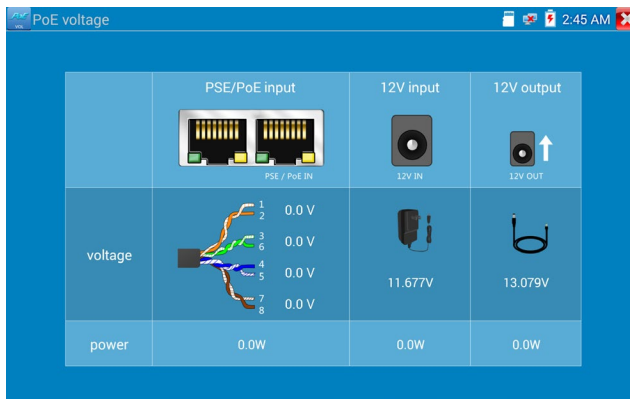 VOL
PoE voltage
2:45 AM
PSE/PoE input
12V input
12V output
PSE / PoE IN
12V IN
12V OUT
voltage
1
2
0.0 V
3
6
0.0 V
4
5
0.0 V
7
8
0.0 V
11.677V
13.079V
power
0.0W
0.0W
0.0W